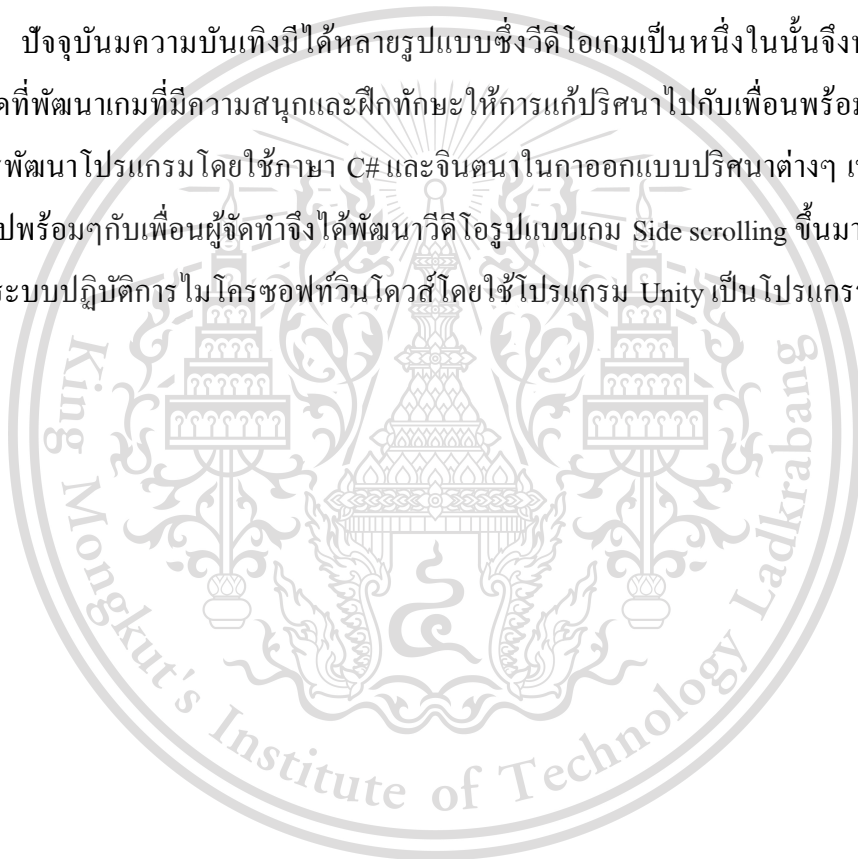 ปัจจุบันมความบันเทิงมีได้หลายรูปแบบซึ่งวีดีโอเกมเป็นหนึ่งในนั้นจึงท
ดที่พัฒนาเกมที่มีความสนุกและฝึกทักษะให้การแก้ปริศนาไปกับเพื่อนพร้อม
รพัฒนาโปรแกรมโดยใช้ภาษา C# และจินตนาในกาออกแบบปริศนาต่างๆ เ
ปพร้อมๆกับเพื่อนผู้จัดทำจึงได้พัฒนาวีดีโอรูปแบบเกม Side scrolling ขึ้นมา
ระบบปฏิบัติการไมโครซอฟท์วินโดวส์โดยใช้โปรแกรม Unity เป็นโปรแกร
King Mongkut's Institute of Technology Ladkrabang